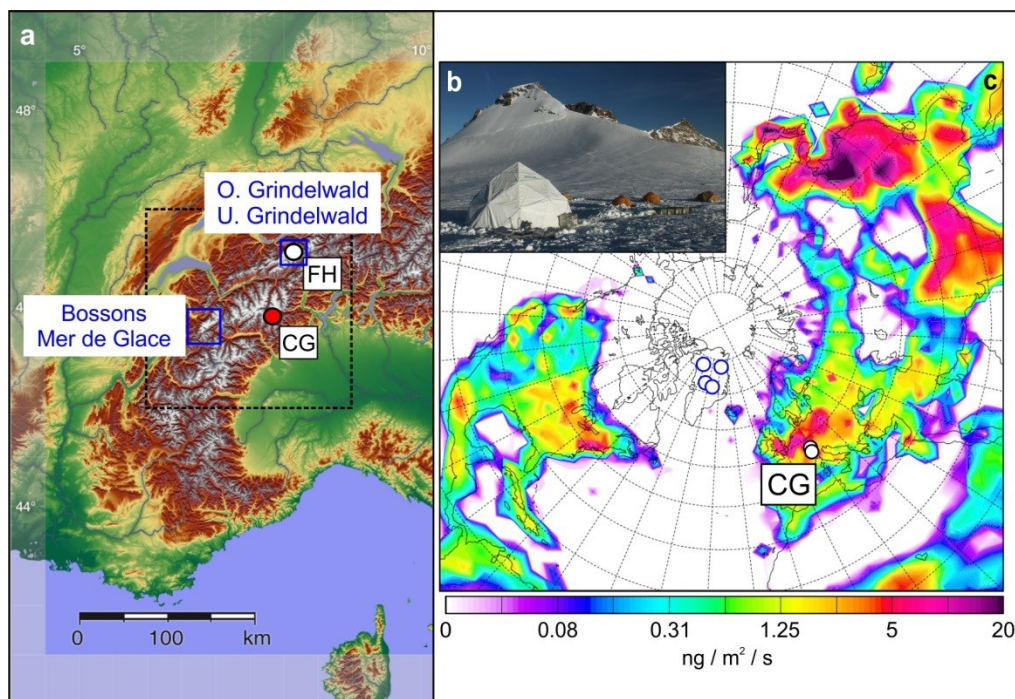 a
5°
10°
48°
O. Grindelwald
U. Grindelwald
FH
Bossons
Mer de Glace
CG
44°
0 100
km
b
c
CG
0 0.08 0.31 1.25 5 20
ng / m² / s